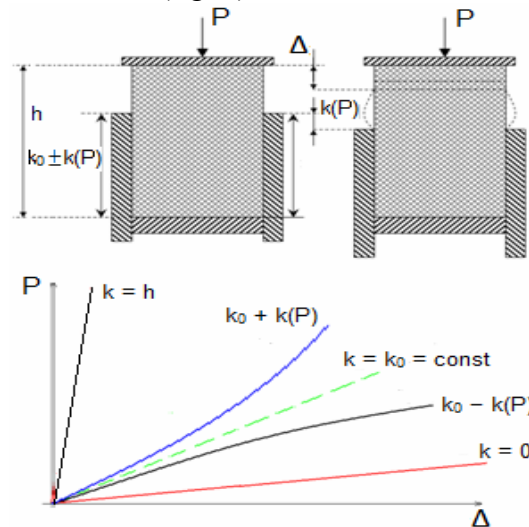 P
P
Δ
h
k(P)
k₀ ± k(P)
P
k = h
k₀ + k(P)
k = k₀ = const
k₀ − k(P)
k = 0
Δ